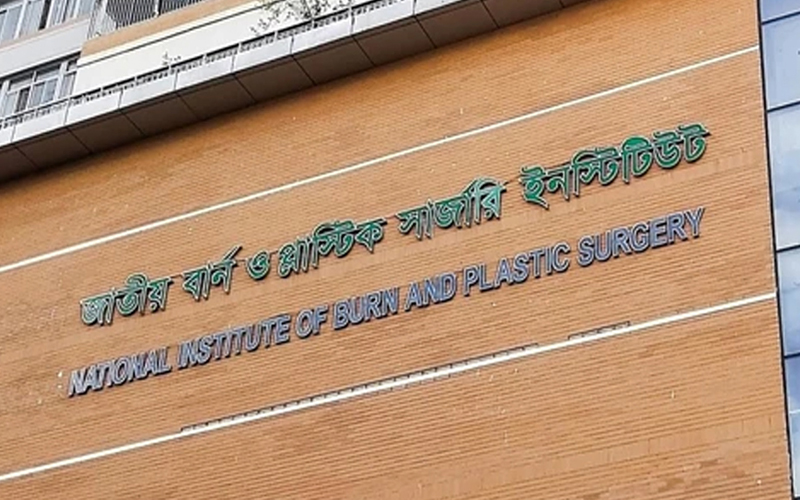 জাতীয় বার্ন ও প্লাস্টিক সার্জারি ইনস্টিটিউট
NATIONAL INSTITUTE OF BURN AND PLASTIC SURGERY